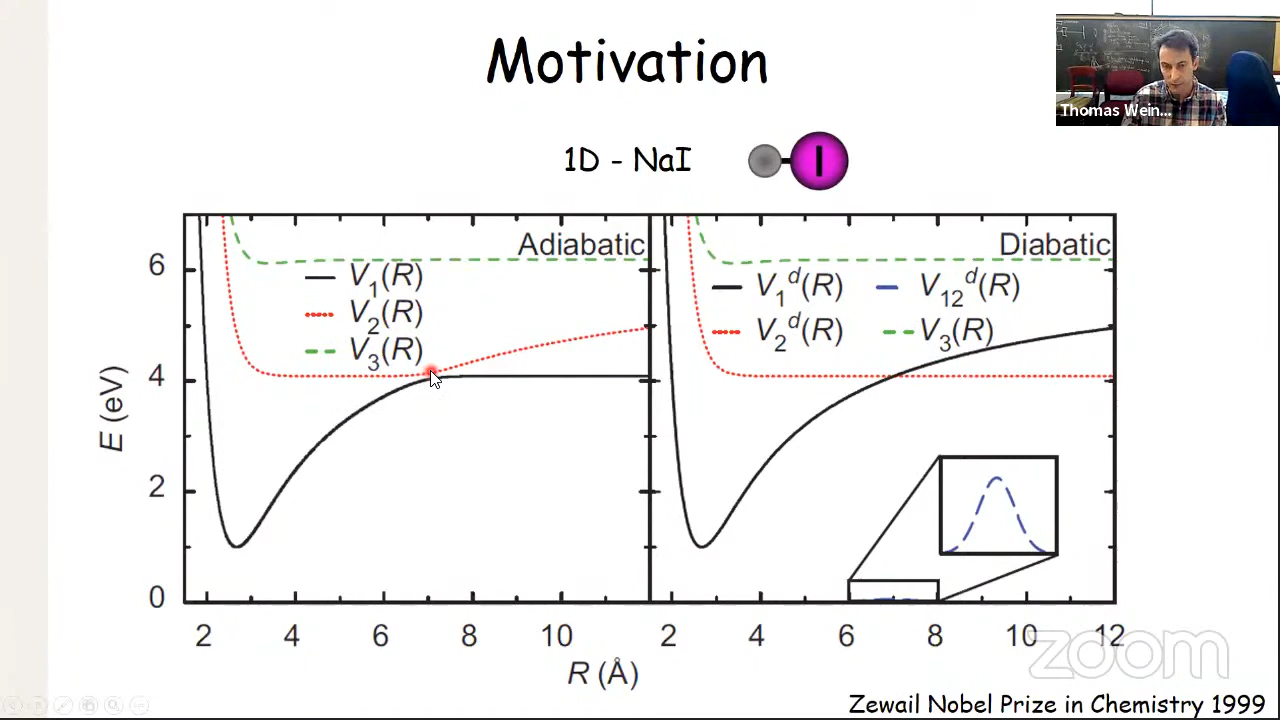 Motivation
Thomas Wein...
1D - NaI
I
Adiabatic
V1(R)
V2(R)
V3(R)
Diabatic
V1d(R)
V12d(R)
V2d(R)
V3(R)
E (eV)
6
4
2
0
2 4 6 8 10
2 4 6 8 10 12
R (Å)
zoom
Zewail Nobel Prize in Chemistry 1999